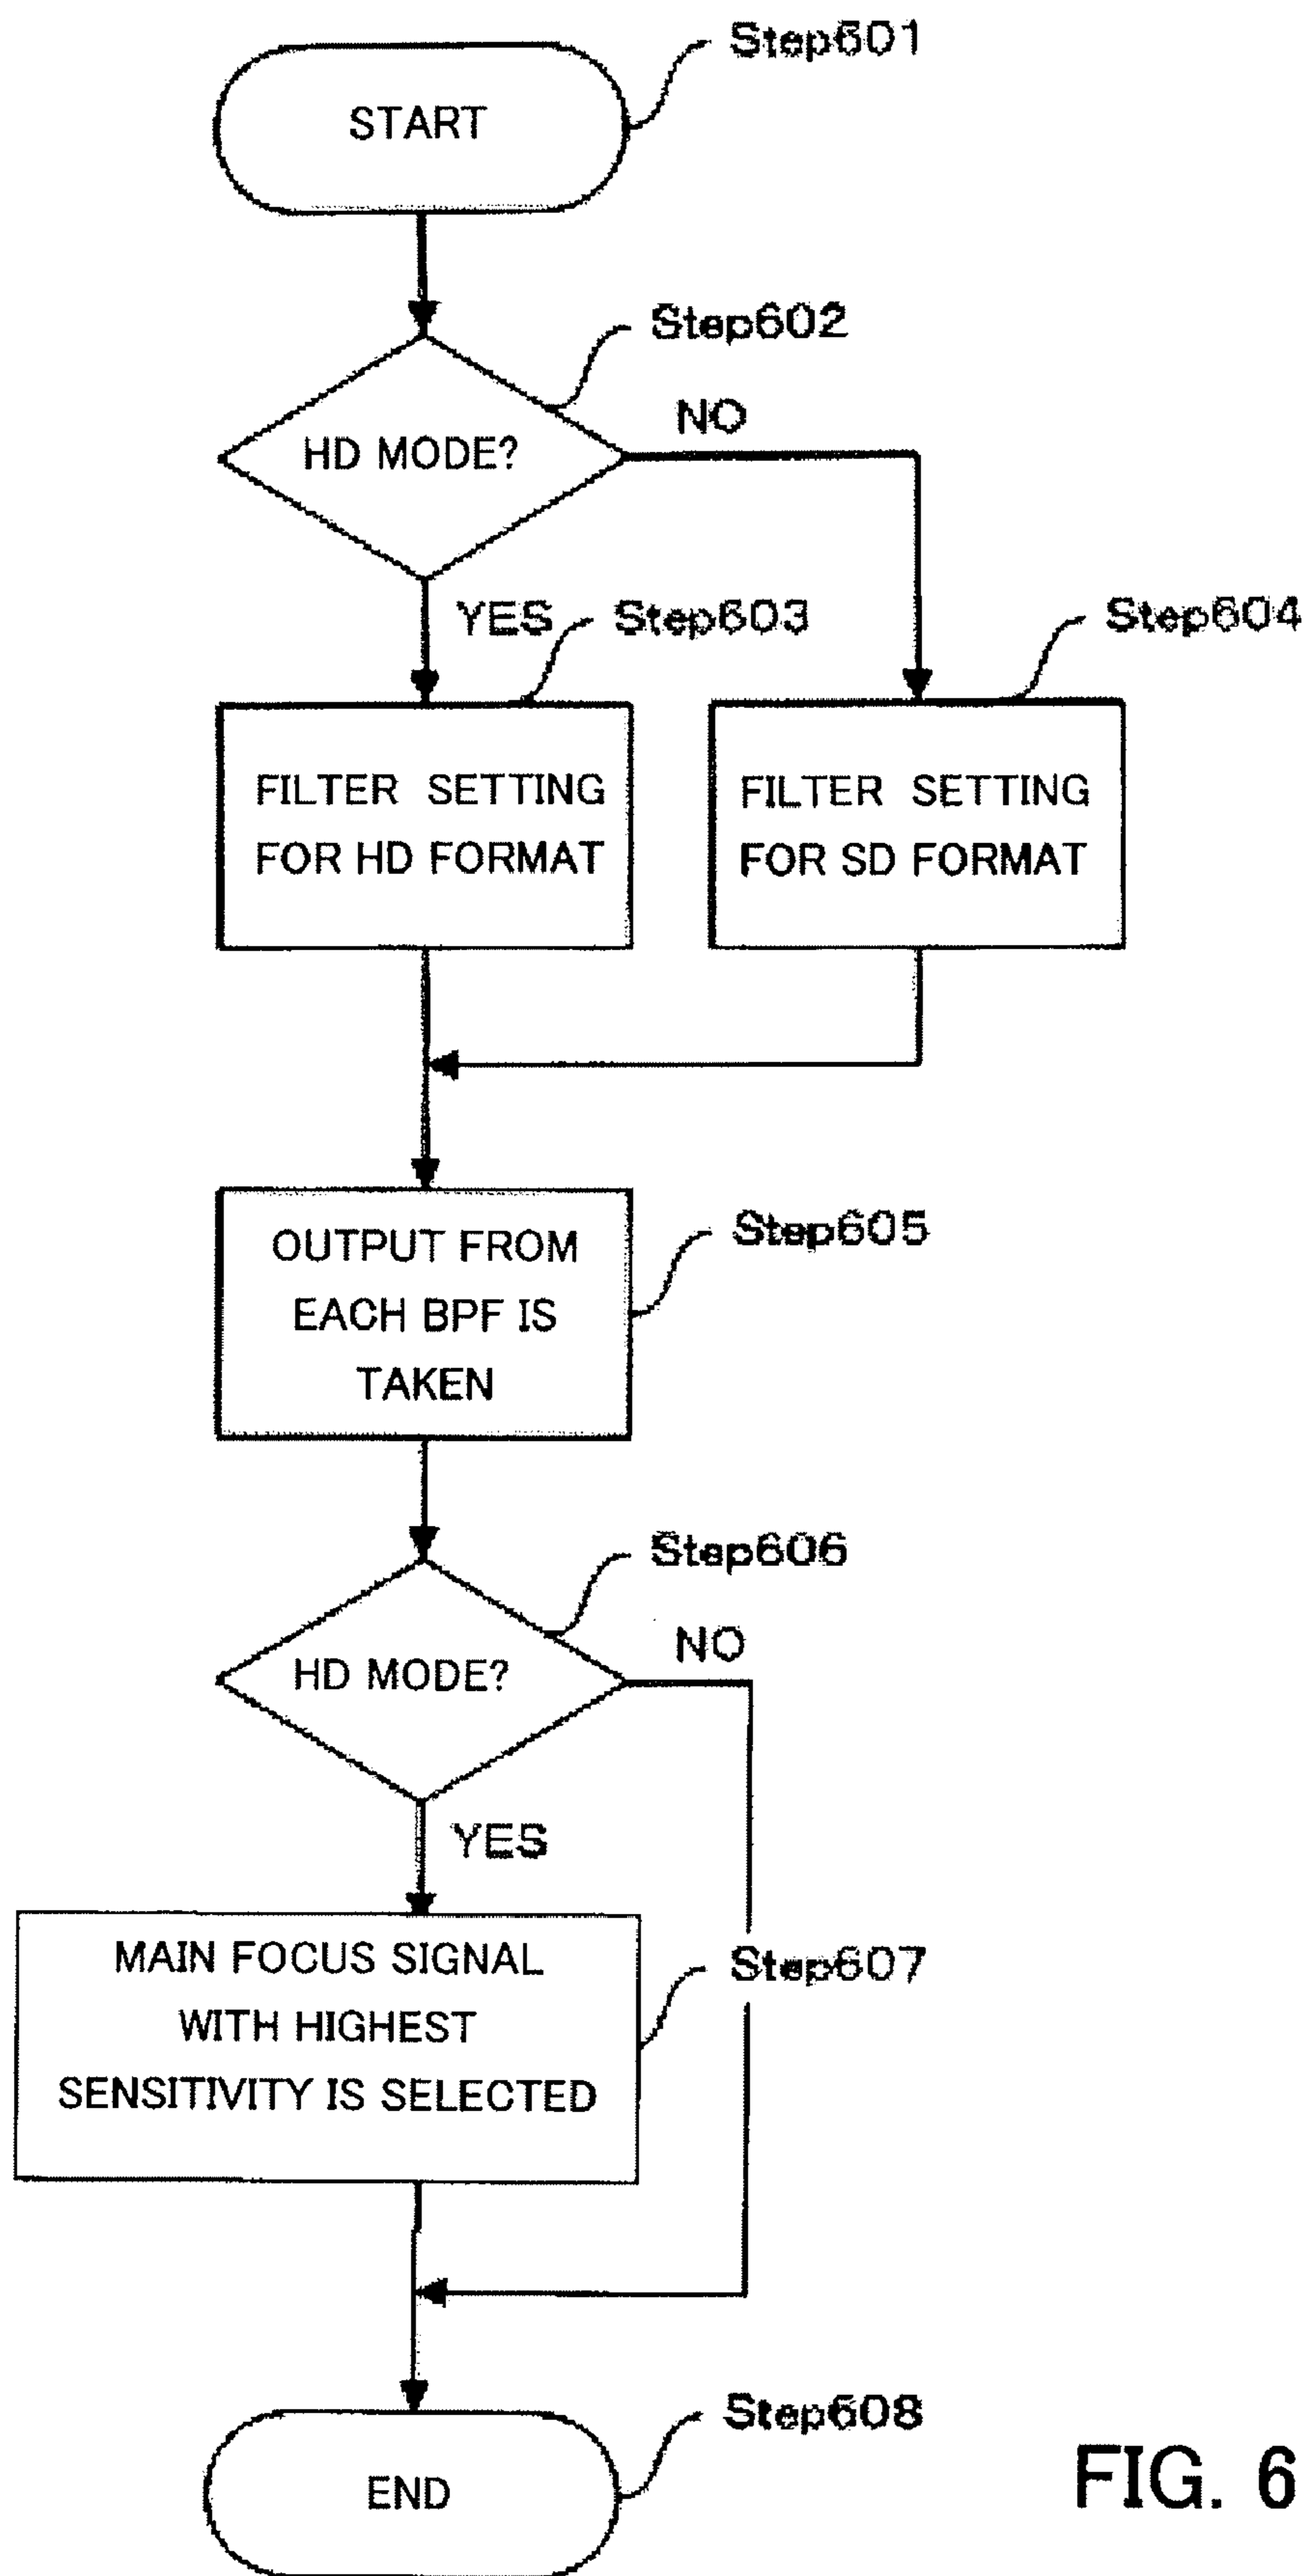 Step601
START
Step602
HD MODE?
NO
YES
Step603
Step604
FILTER SETTING
FOR HD FORMAT
FILTER SETTING
FOR SD FORMAT
OUTPUT FROM
EACH BPF IS
TAKEN
Step605
Step606
HD MODE?
NO
YES
MAIN FOCUS SIGNAL
WITH HIGHEST
SENSITIVITY IS SELECTED
Step607
Step608
END
FIG. 6